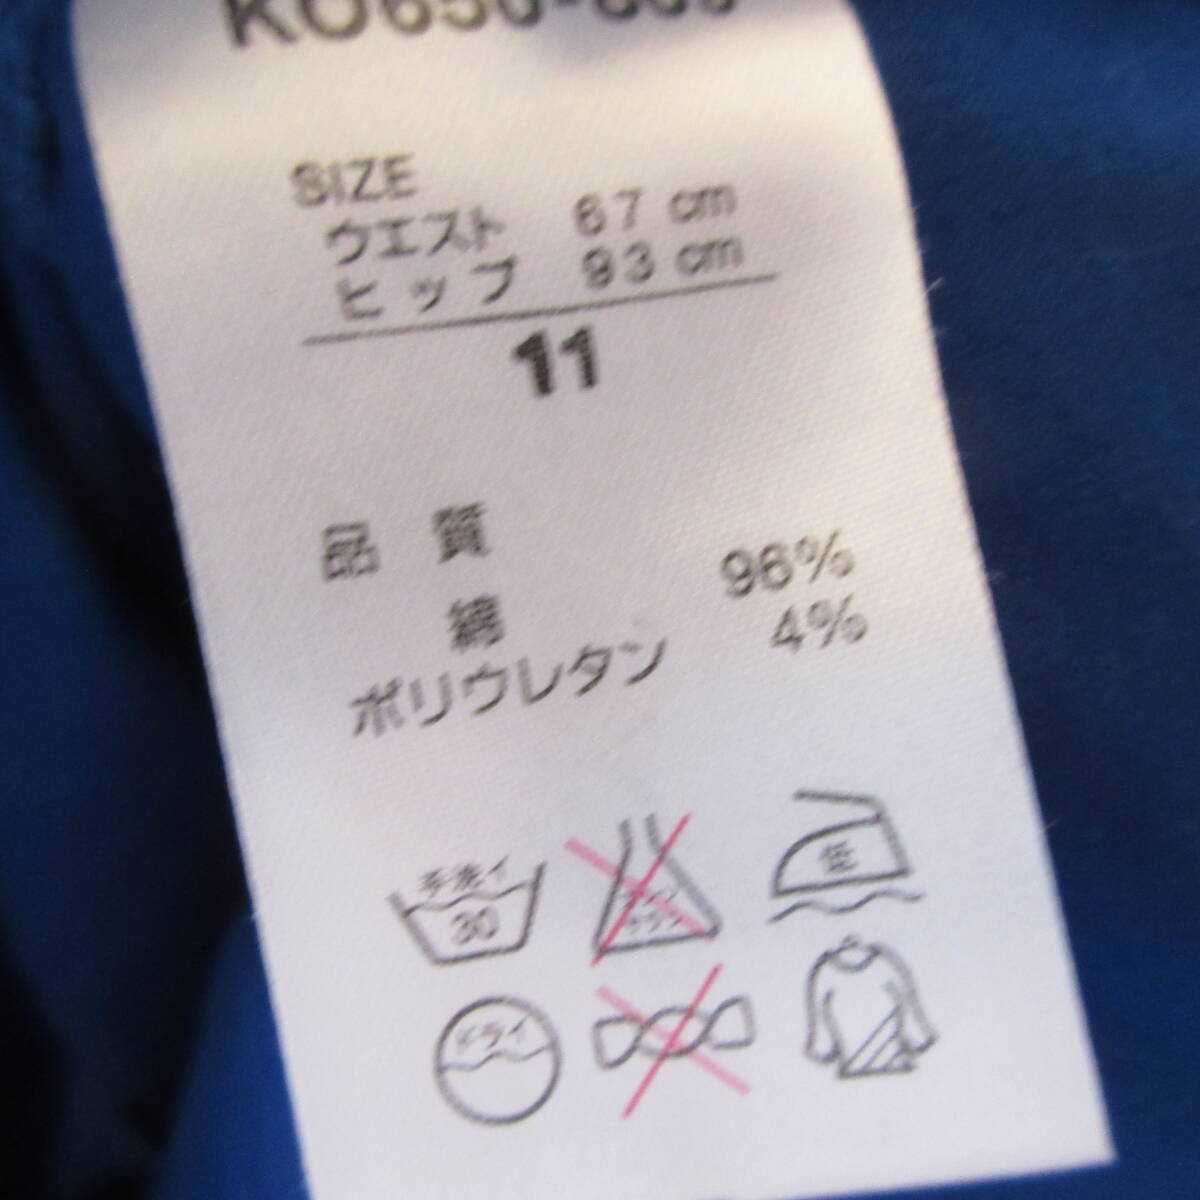 SIZE
ウエスト 67 cm
ヒップ 93 cm
11
品 質
綿 96%
ポリウレタン 4%
手洗イ
30
ドライ